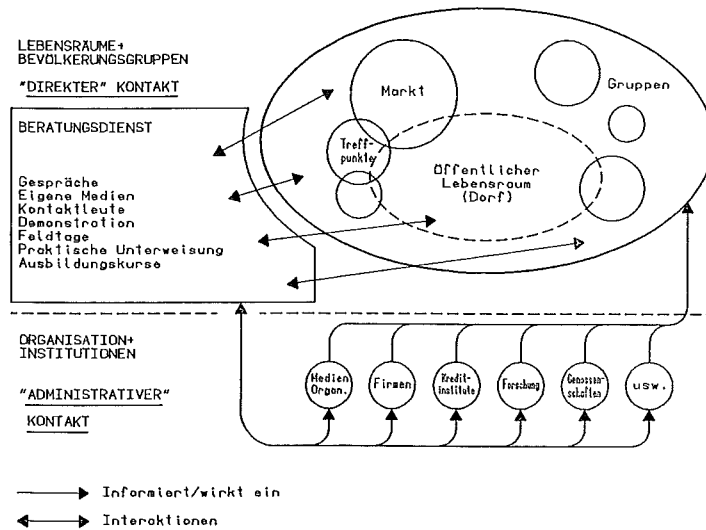 LEBENSRÄUME+
BEVÖLKERUNGSGRUPPEN
"DIREKTER" KONTAKT
BERATUNGSDIENST
Gespräche
Eigene Medien
Kontaktleute
Demonstration
Feldtage
Praktische Unterweisung
Ausbildungskurse
Markt
Gruppen
Treff-
punkte
Öffentlicher
Lebensraum
(Dorf)
ORGANISATION+
INSTITUTIONEN
"ADMINISTRATIVER"
KONTAKT
Medien
Organ.
Firmen
Kredit-
institute
Forschung
Genossen-
schaften
usw.
Informiert/wirkt ein
Interaktionen